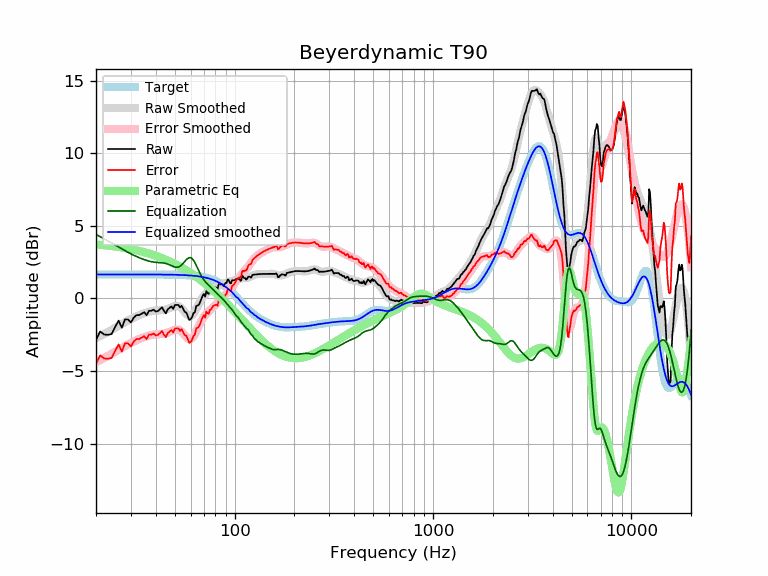 Beyerdynamic T90
Target
Raw Smoothed
Error Smoothed
Raw
Error
Parametric Eq
Equalization
Equalized smoothed
15
10
5
0
−5
−10
Amplitude (dBr)
100
1000
10000
Frequency (Hz)